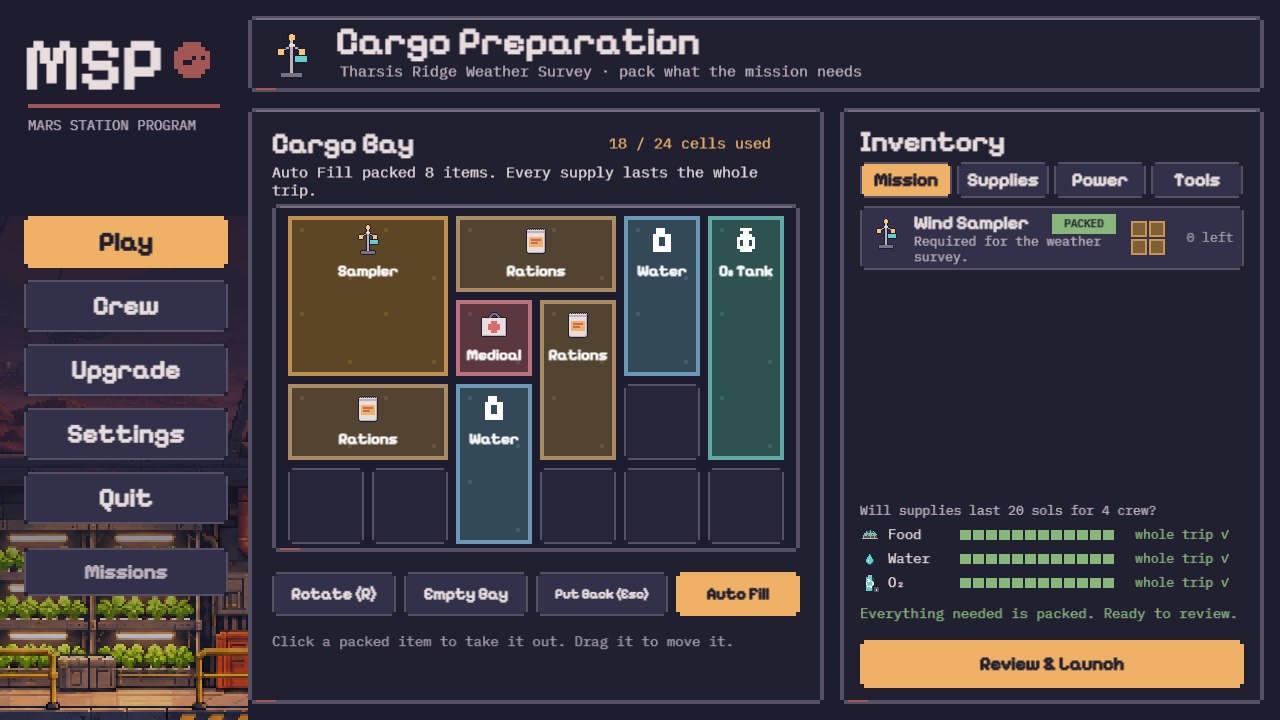 MSP
MARS STATION PROGRAM
Play
Crew
Upgrade
Settings
Quit
Missions
Cargo Preparation
Tharsis Ridge Weather Survey · pack what the mission needs
Cargo Bay
18 / 24 cells used
Auto Fill packed 8 items. Every supply lasts the whole
trip.
Sampler
Rations
Water
O₂ Tank
Medical
Rations
Rations
Water
Rotate (R)
Empty Bay
Put Back (Esc)
Auto Fill
Click a packed item to take it out. Drag it to move it.
Inventory
Mission
Supplies
Power
Tools
Wind Sampler
PACKED
Required for the weather
survey.
0 left
Will supplies last 20 sols for 4 crew?
Food
whole trip √
Water
whole trip √
O₂
whole trip √
Everything needed is packed. Ready to review.
Review & Launch